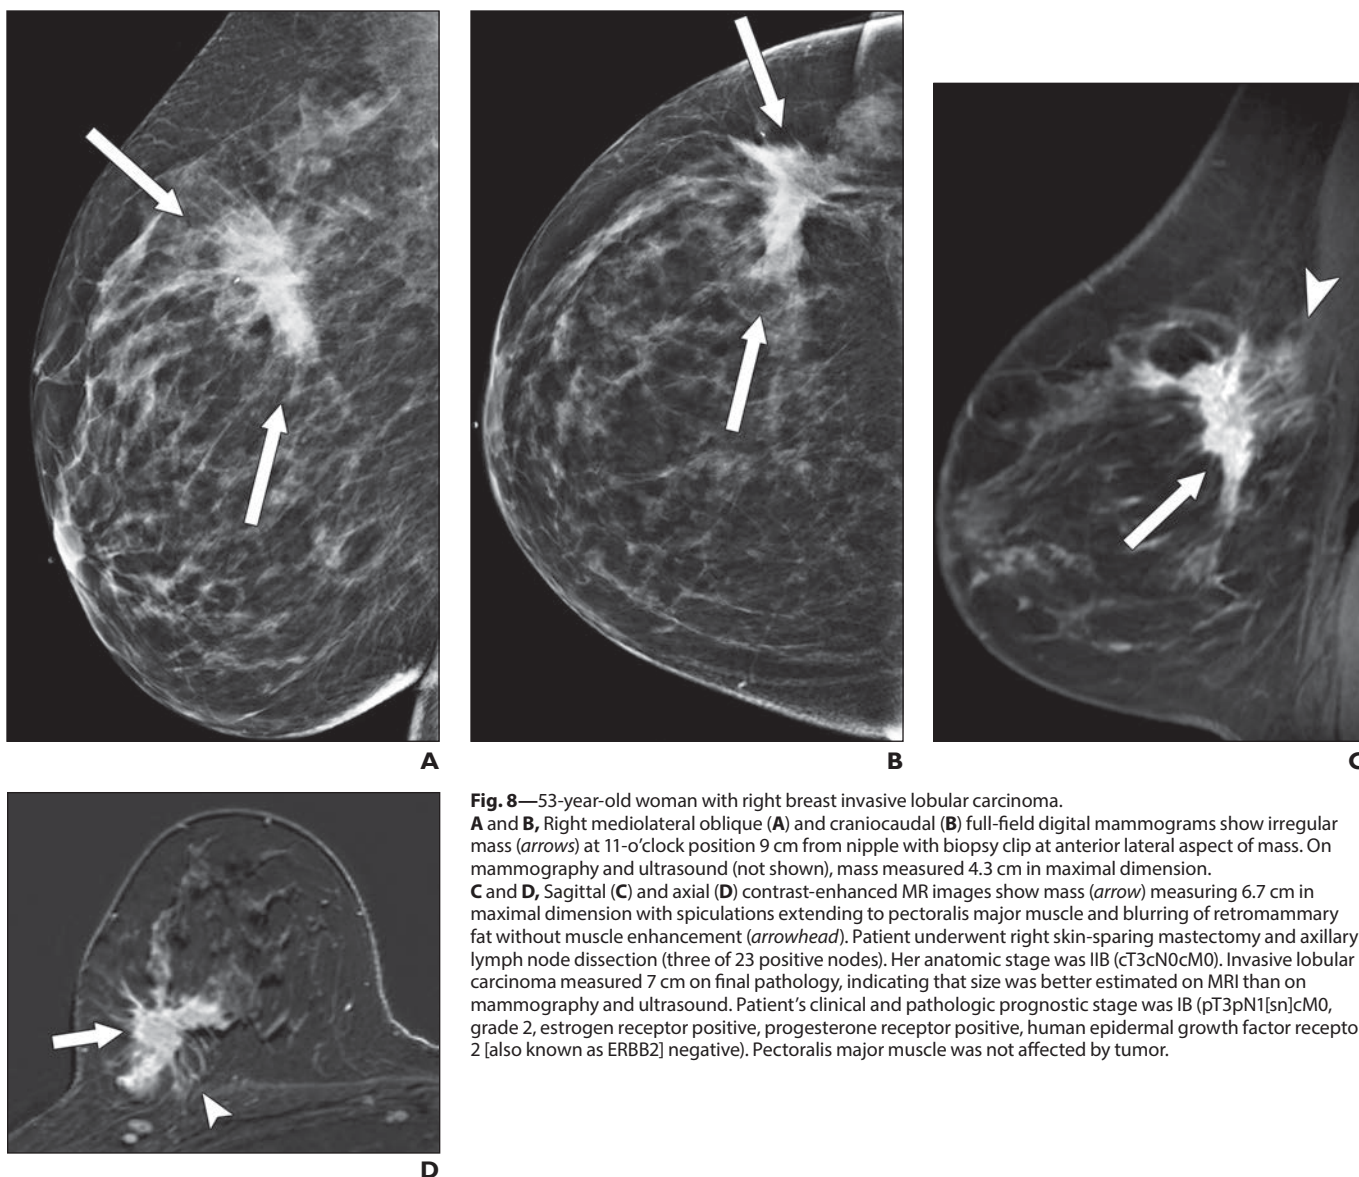 A
B
C
D
Fig. 8—53-year-old woman with right breast invasive lobular carcinoma.
A and B, Right mediolateral oblique (A) and craniocaudal (B) full-field digital mammograms show irregular
mass (arrows) at 11-o'clock position 9 cm from nipple with biopsy clip at anterior lateral aspect of mass. On
mammography and ultrasound (not shown), mass measured 4.3 cm in maximal dimension.
C and D, Sagittal (C) and axial (D) contrast-enhanced MR images show mass (arrow) measuring 6.7 cm in
maximal dimension with spiculations extending to pectoralis major muscle and blurring of retromammary
fat without muscle enhancement (arrowhead). Patient underwent right skin-sparing mastectomy and axillary
lymph node dissection (three of 23 positive nodes). Her anatomic stage was IIB (cT3cN0cM0). Invasive lobular
carcinoma measured 7 cm on final pathology, indicating that size was better estimated on MRI than on
mammography and ultrasound. Patient's clinical and pathologic prognostic stage was IB (pT3pN1[sn]cM0,
grade 2, estrogen receptor positive, progesterone receptor positive, human epidermal growth factor recepto
2 [also known as ERBB2] negative). Pectoralis major muscle was not affected by tumor.